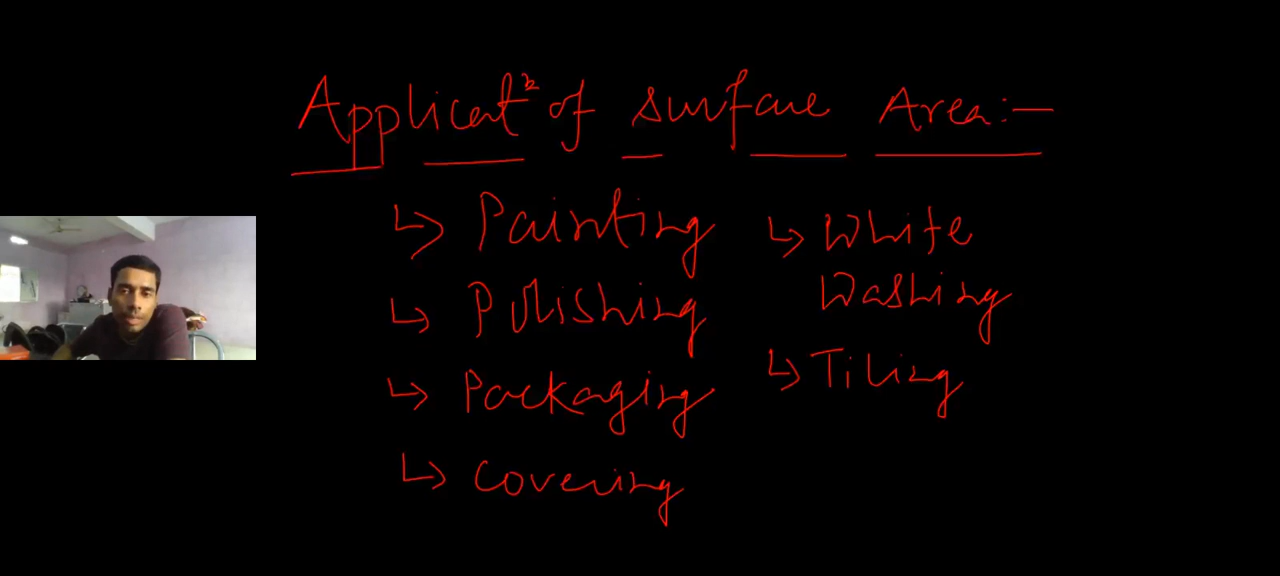 Applicatn of surface Area:-
↳ Painting
↳ Polishing
↳ Packaging
↳ Covering
↳ White
Washing
↳ Tiling